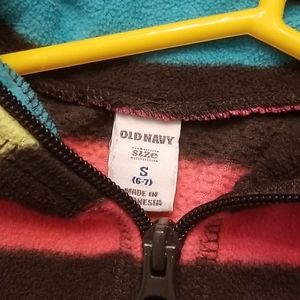 OLD NAVY
size
S
(6-7)
MADE IN